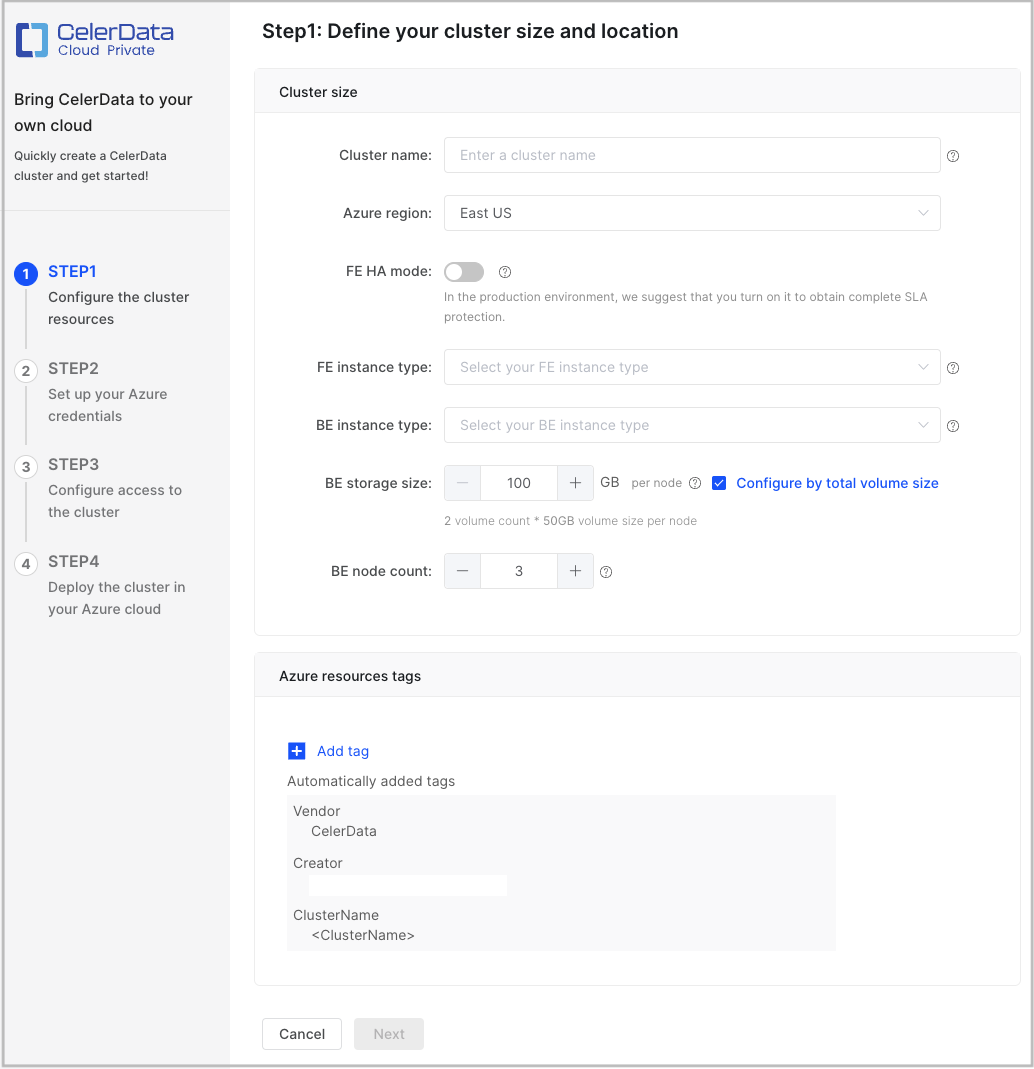 CelerData
Cloud Private
Bring CelerData to your
own cloud
Quickly create a CelerData
cluster and get started!
1 STEP1
Configure the cluster
resources
2 STEP2
Set up your Azure
credentials
3 STEP3
Configure access to
the cluster
4 STEP4
Deploy the cluster in
your Azure cloud
Step1: Define your cluster size and location
Cluster size
Cluster name: Enter a cluster name ?
Azure region: East US
FE HA mode: ?
In the production environment, we suggest that you turn on it to obtain complete SLA
protection.
FE instance type: Select your FE instance type ?
BE instance type: Select your BE instance type ?
BE storage size: — 100 + GB per node ? Configure by total volume size
2 volume count * 50GB volume size per node
BE node count: — 3 + ?
Azure resources tags
+ Add tag
Automatically added tags
Vendor
CelerData
Creator
ClusterName
<ClusterName>
Cancel Next